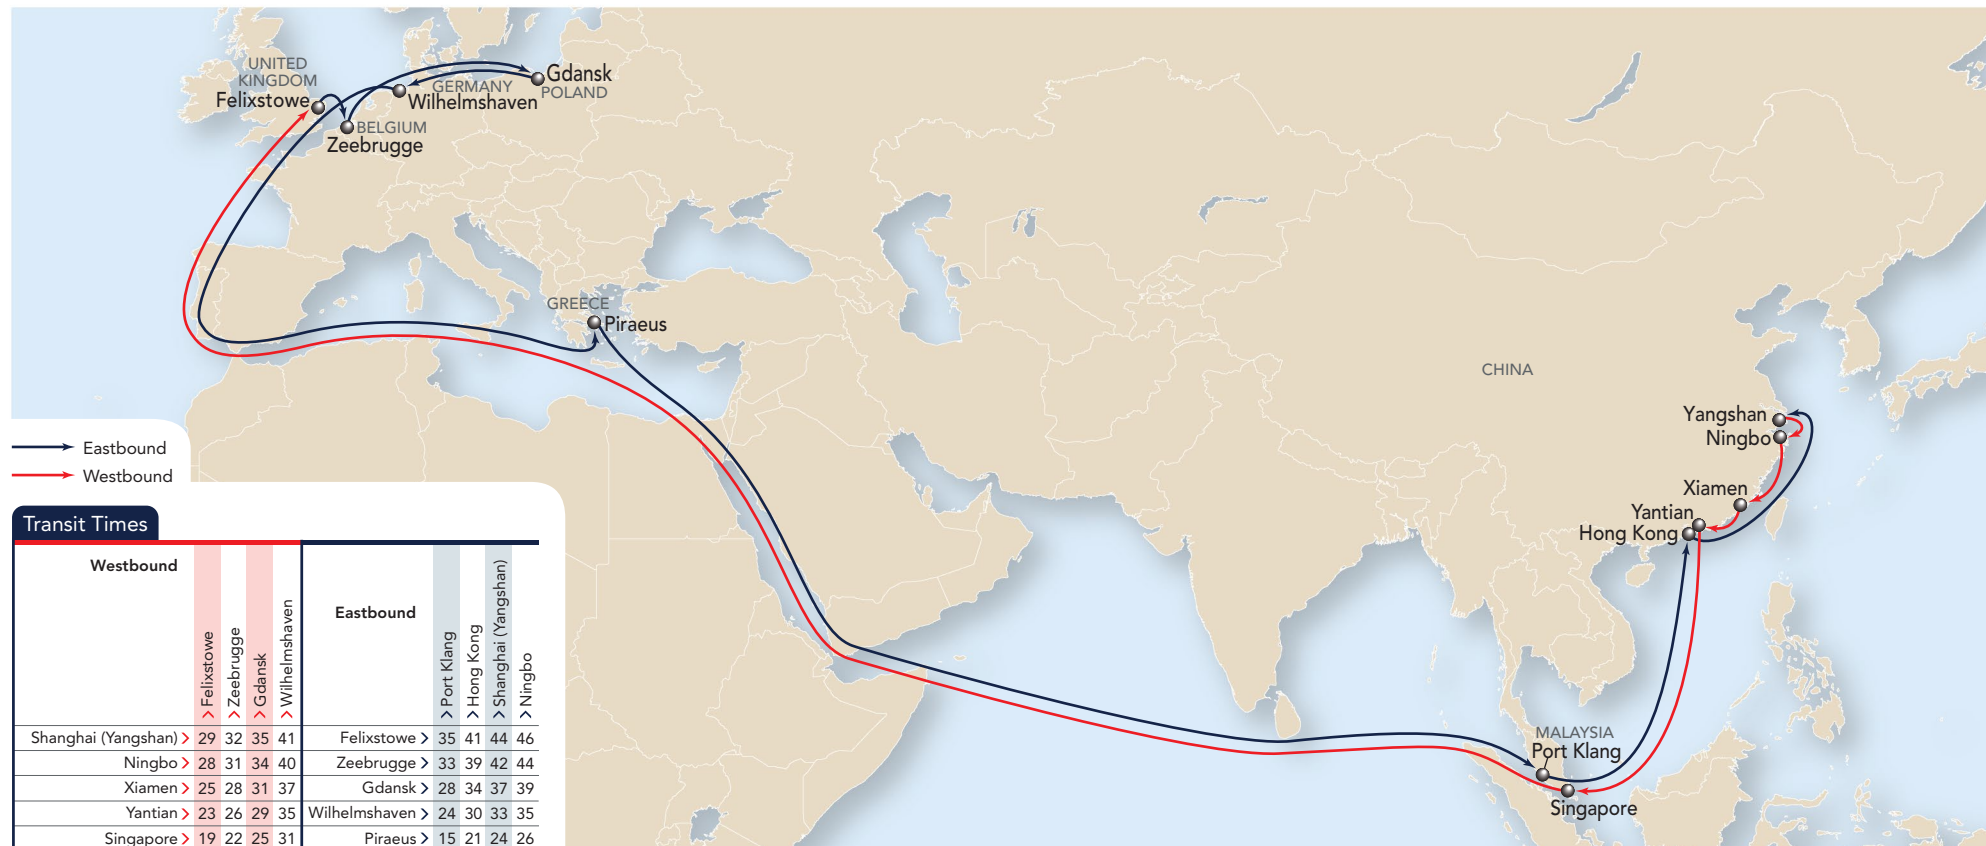 UNITED
KINGDOM
Felixstowe
BELGIUM
Zeebrugge
GERMANY
Wilhelmshaven
Gdansk
POLAND
GREECE
Piraeus
CHINA
Yangshan
Ningbo
Xiamen
Yantian
Hong Kong
MALAYSIA
Port Klang
Singapore
Eastbound
Westbound
Transit Times
Westbound > Felixstowe > Zeebrugge > Gdansk > Wilhelmshaven
Shanghai (Yangshan) > 29 32 35 41
Ningbo > 28 31 34 40
Xiamen > 25 28 31 37
Yantian > 23 26 29 35
Singapore > 19 22 25 31
Eastbound > Port Klang > Hong Kong > Shanghai (Yangshan) > Ningbo
Felixstowe > 35 41 44 46
Zeebrugge > 33 39 42 44
Gdansk > 28 34 37 39
Wilhelmshaven > 24 30 33 35
Piraeus > 15 21 24 26